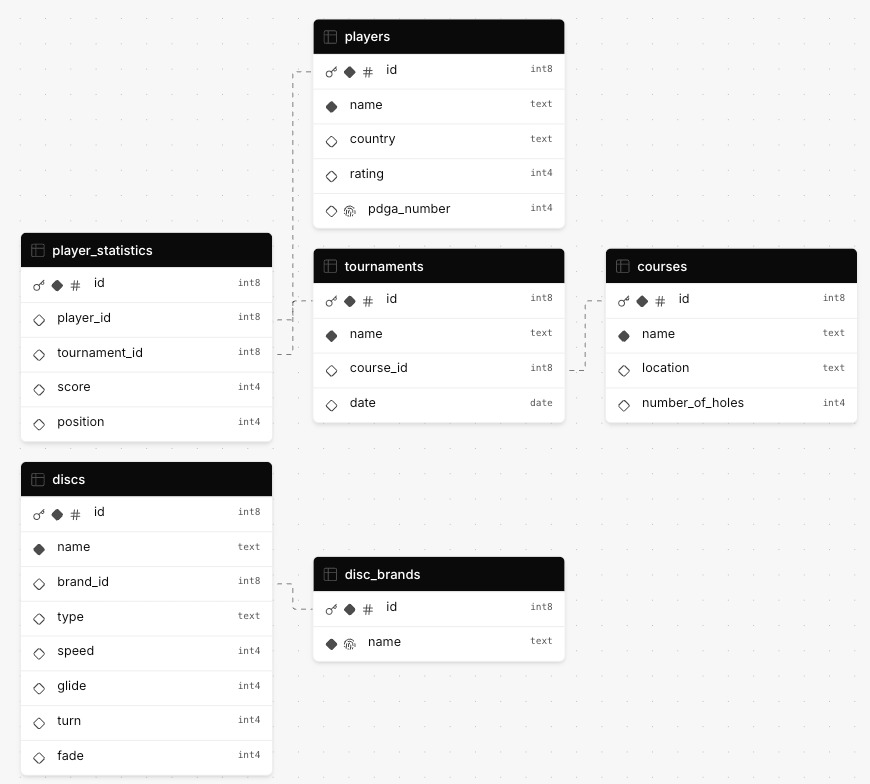 players
id int8
name text
country text
rating int4
pdga_number int4
player_statistics
id int8
player_id int8
tournament_id int8
score int4
position int4
tournaments
id int8
name text
course_id int8
date date
courses
id int8
name text
location text
number_of_holes int4
discs
id int8
name text
brand_id int8
type text
speed int4
glide int4
turn int4
fade int4
disc_brands
id int8
name text